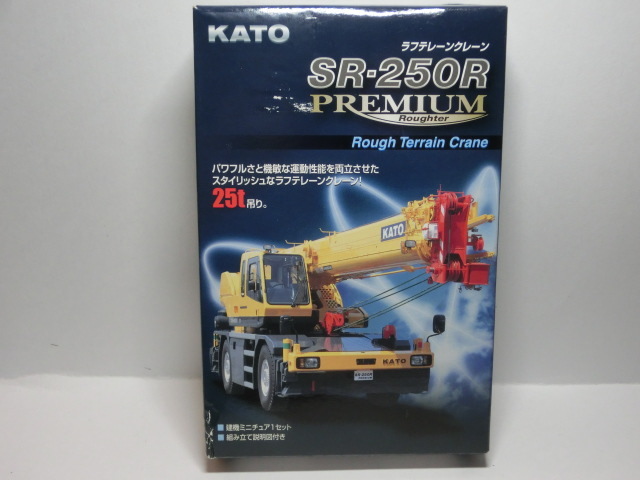 KATO
ラフテレーンクレーン
SR-250R
PREMIUM
Roughter
Rough Terrain Crane
パワフルさと機敏な運動性能を両立させた
スタイリッシュなラフテレーンクレーン!
25t吊り。
KATO
KATO
SR-250R
建機ミニチュア1セット
組み立て説明図付き